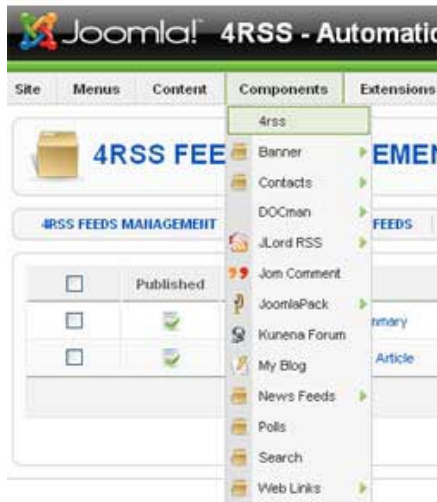 Joomla! 4RSS - Automatic
Site Menus Content Components Extensions
4rss
4RSS FEE
Banner
EMEN
Contacts
DOCman
4RSS FEEDS MANAGEMENT
FEEDS
JLord RSS
Jom Comment
Published
JoomlaPack
mmary
Kunena Forum
My Blog
Article
News Feeds
Polls
Search
Web Links